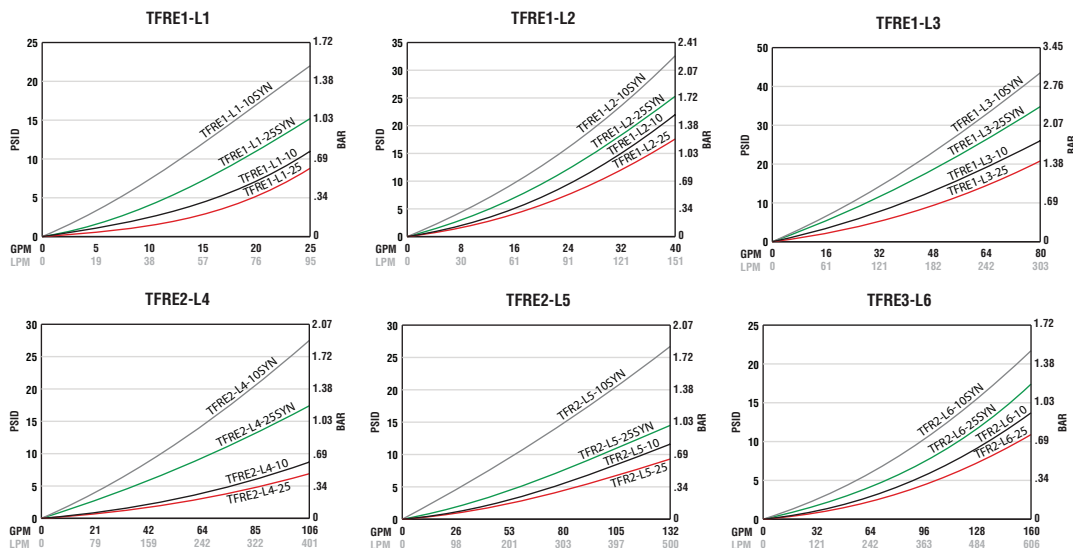 TFRE1-L1
25
20
15
10
5
0
PSID
1.72
1.38
1.03
.69
.34
0
BAR
TFRE1-L1-10SYN
TFRE1-L1-25SYN
TFRE1-L1-10
TFRE1-L1-25
GPM 0 5 10 15 20 25
LPM 0 19 38 57 76 95
TFRE1-L2
35
30
25
20
15
10
5
0
PSID
2.41
2.07
1.72
1.38
1.03
.69
.34
0
BAR
TFRE1-L2-10SYN
TFRE1-L2-25SYN
TFRE1-L2-10
TFRE1-L2-25
GPM 0 8 16 24 32 40
LPM 0 30 61 91 121 151
TFRE1-L3
50
40
30
20
10
0
PSID
3.45
2.76
2.07
1.38
.69
0
BAR
TFRE1-L3-10SYN
TFRE1-L3-25SYN
TFRE1-L3-10
TFRE1-L3-25
GPM 0 16 32 48 64 80
LPM 0 61 121 182 242 303
TFRE2-L4
30
25
20
15
10
5
0
PSID
2.07
1.72
1.38
1.03
.69
.34
0
BAR
TFRE2-L4-10SYN
TFRE2-L4-25SYN
TFRE2-L4-10
TFRE2-L4-25
GPM 0 21 42 64 85 106
LPM 0 79 159 242 322 401
TFRE2-L5
30
25
20
15
10
5
0
PSID
2.07
1.72
1.38
1.03
.69
.34
0
BAR
TFR2-L5-10SYN
TFR2-L5-25SYN
TFR2-L5-10
TFR2-L5-25
GPM 0 26 53 80 105 132
LPM 0 98 201 303 397 500
TFRE3-L6
25
20
15
10
5
0
PSID
1.72
1.38
1.03
.69
.34
0
BAR
TFR2-L6-10SYN
TFR2-L6-25SYN
TFR2-L6-10
TFR2-L6-25
GPM 0 32 64 96 128 160
LPM 0 121 242 363 484 606